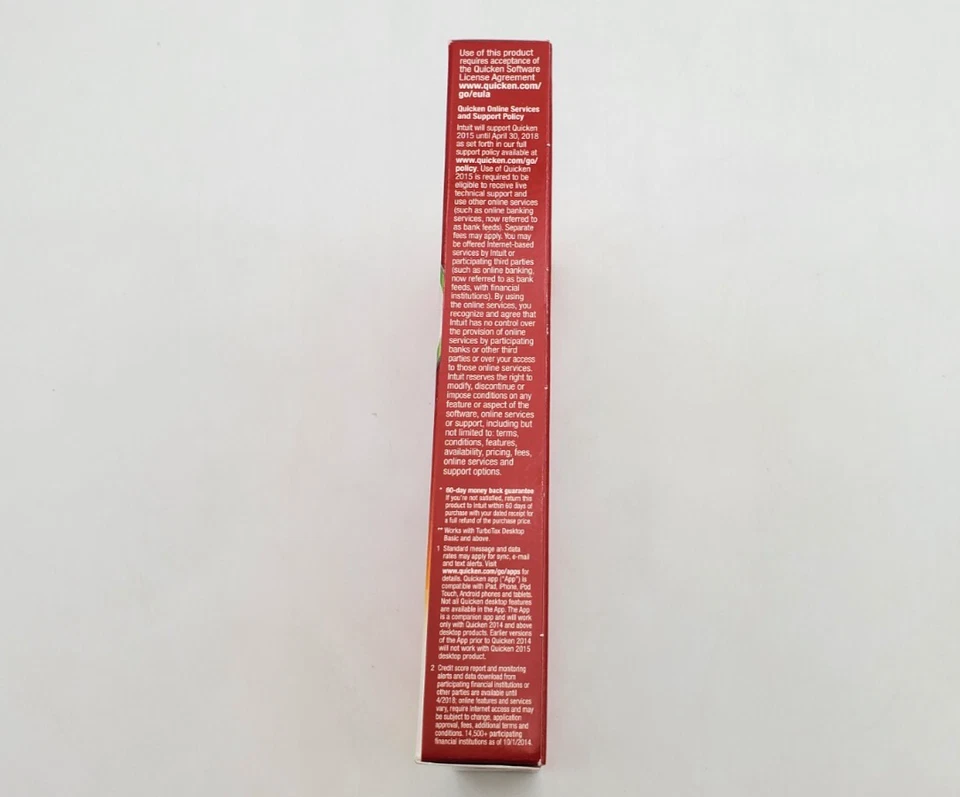 Use of this product
requires acceptance of
the Quicken Software
License Agreement
www.quicken.com/
go/eula
Quicken Online Services
and Support Policy
Intuit will support Quicken
2015 until April 30, 2018
as set forth in our full
support policy available at
www.quicken.com/go/
policy. Use of Quicken
2015 is required to be
eligible to receive live
technical support and
use other online services
(such as online banking
services, now referred to
as bank feeds). Separate
fees may apply. You may
be offered Internet-based
services by Intuit or
participating third parties
(such as online banking,
now referred to as bank
feeds, with financial
institutions). By using
the online services, you
recognize and agree that
Intuit has no control over
the provision of online
services by participating
banks or other third
parties or over your access
to those online services.
Intuit reserves the right to
modify, discontinue or
impose conditions on any
feature or aspect of the
software, online services
or support, including but
not limited to: terms,
conditions, features,
availability, pricing, fees,
online services and
support options.
* 60-day money back guarantee
If you're not satisfied, return this
product to Intuit within 60 days of
purchase with your dated receipt for
a full refund of the purchase price.
** Works with TurboTax Desktop
Basic and above.
1 Standard message and data
rates may apply for sync, e-mail
and text alerts. Visit
www.quicken.com/go/apps for
details. Quicken app ("App") is
compatible with iPad, iPhone, iPod
Touch, Android phones and tablets.
Not all Quicken desktop features
are available in the App. The App
is a companion app and will work
only with Quicken 2014 and above
desktop products. Earlier versions
of the App prior to Quicken 2014
will not work with Quicken 2015
desktop product.
2 Credit score report and monitoring
alerts and data download from
participating financial institutions or
other parties are available until
4/2018; online features and services
vary, require Internet access and may
be subject to change, application
approval, fees, additional terms and
conditions. 14,500+ participating
financial institutions as of 10/1/2014.